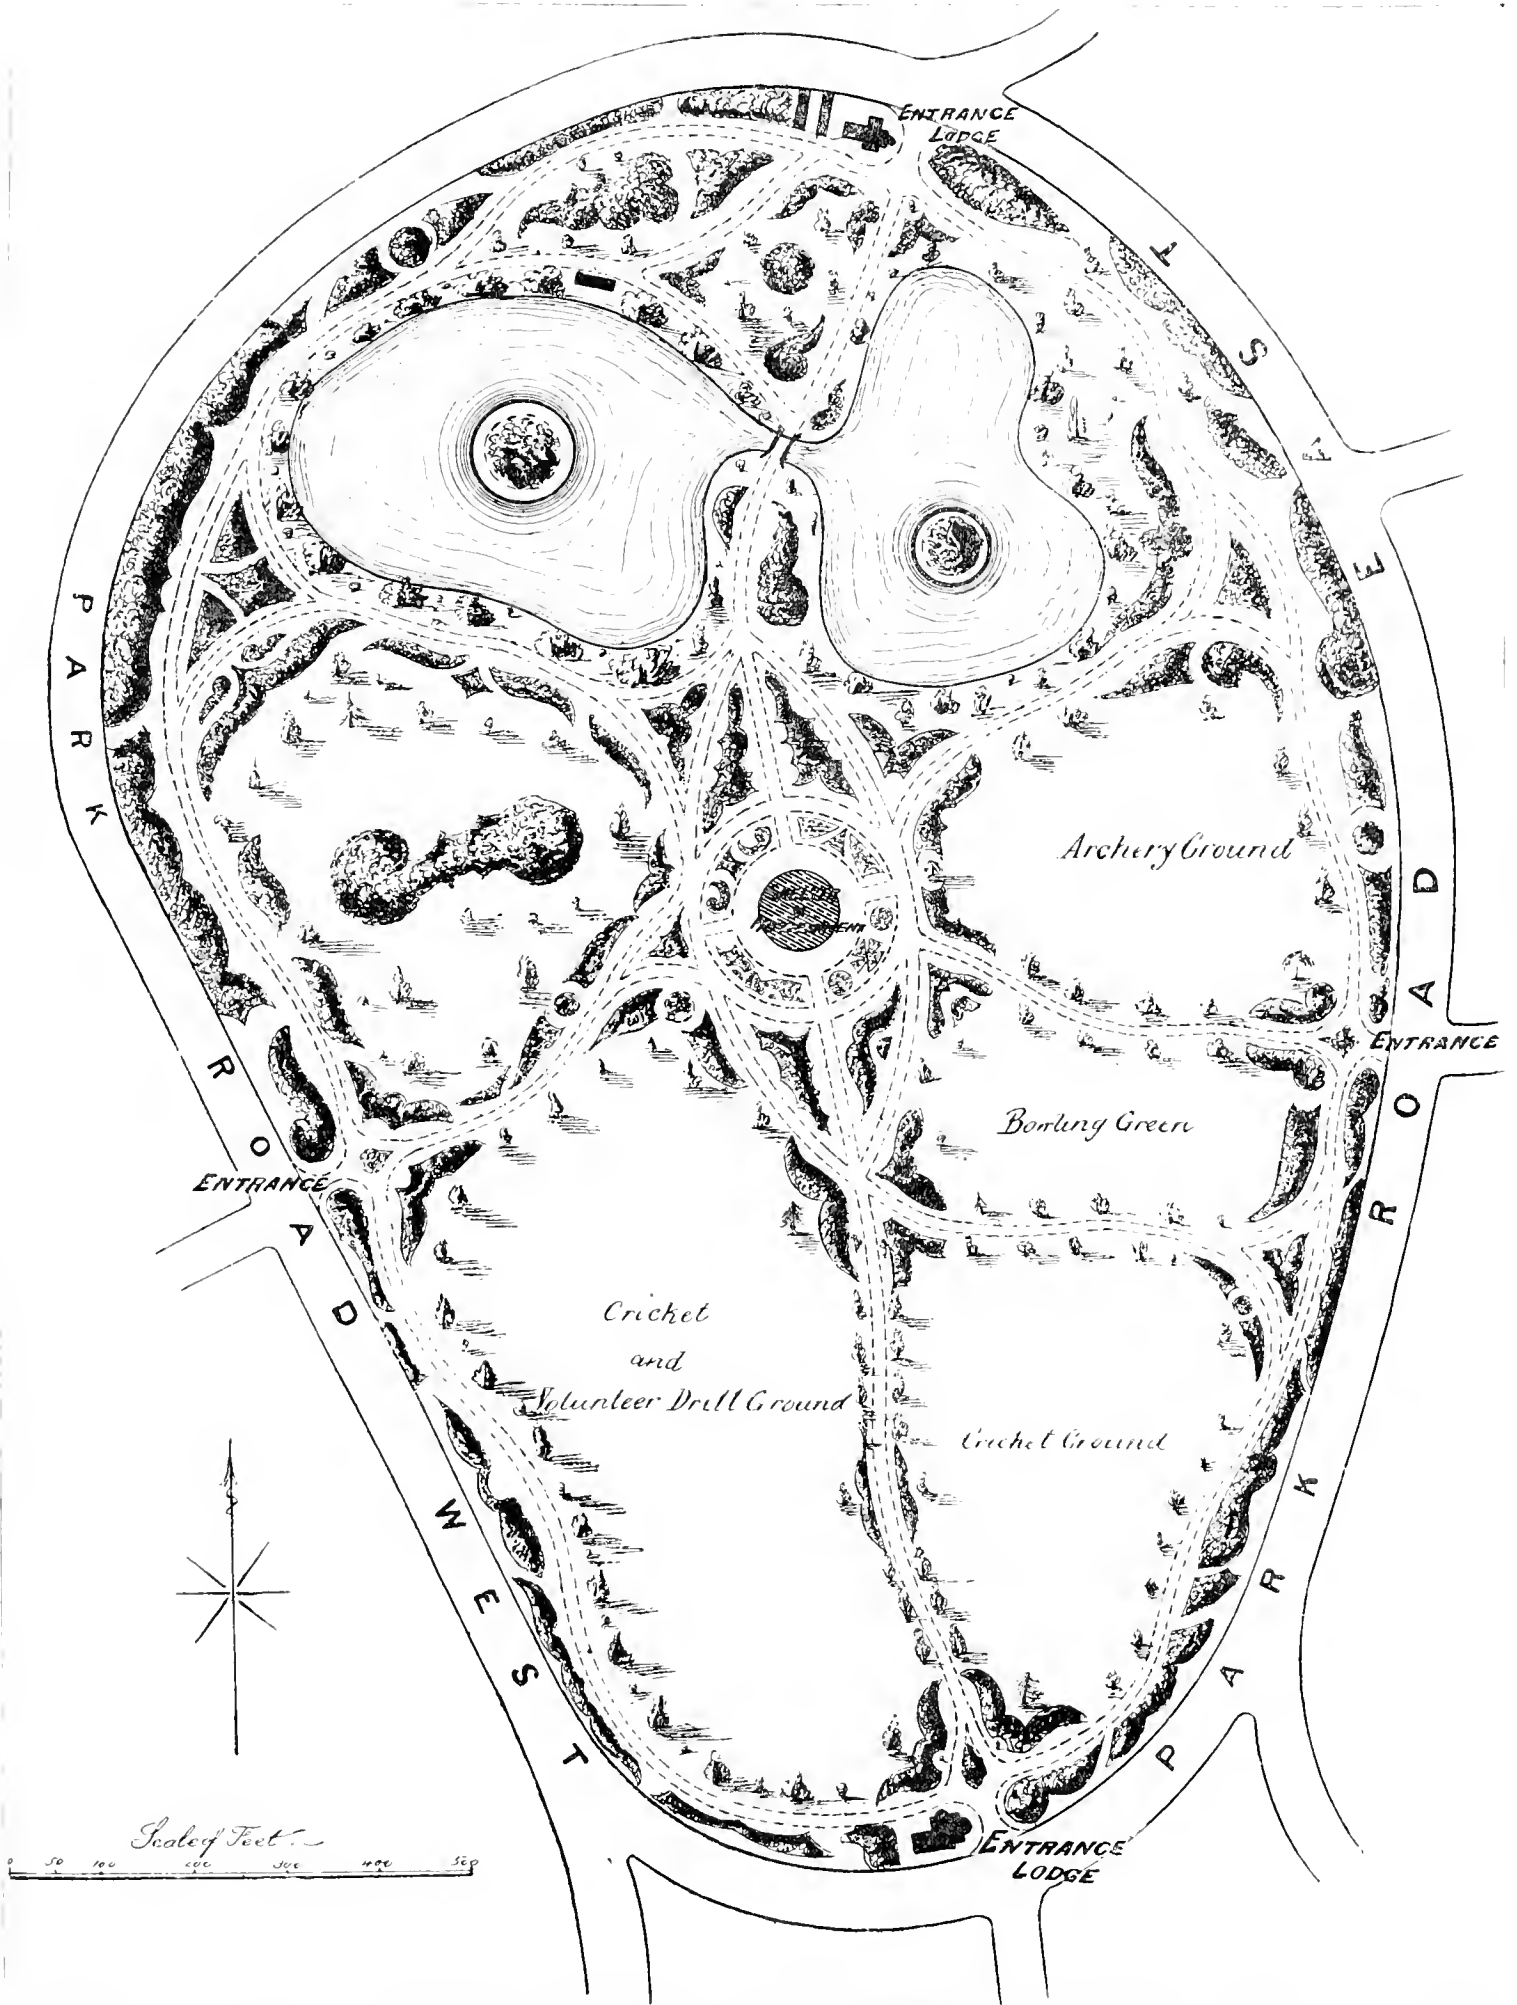 ENTRANCE
LODGE
PARK ROAD WEST
PARK ROAD EAST
Archery Ground
ENTRANCE
Bowling Green
ENTRANCE
Cricket
and
Volunteer Drill Ground
Cricket Ground
ENTRANCE
LODGE
Scale of Feet
0 50 100 200 300 400 500